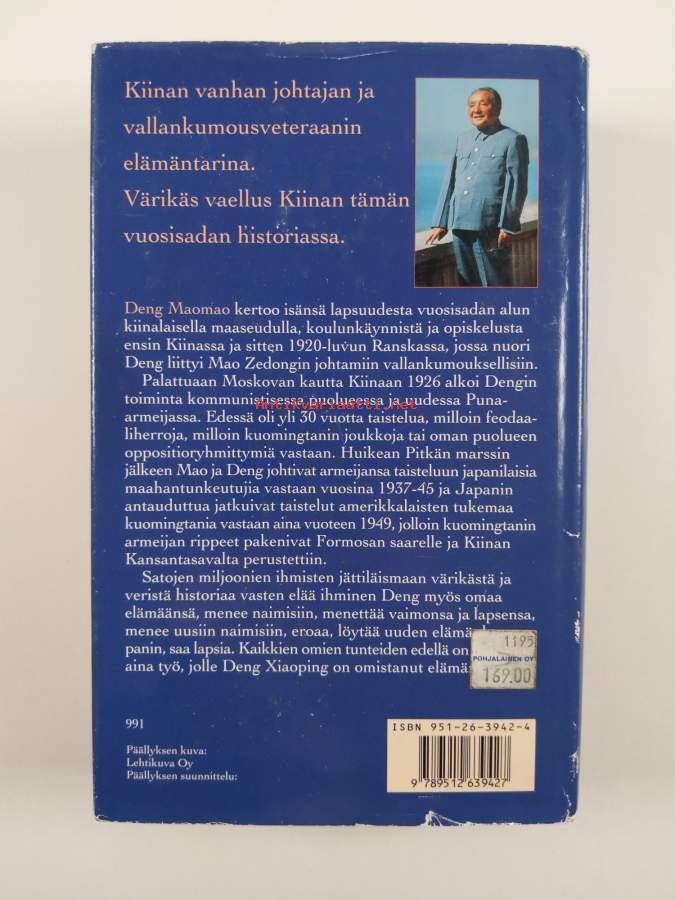 Kiinan vanhan johtajan ja
vallankumousveteraanin
elämäntarina.
Värikäs vaellus Kiinan tämän
vuosisadan historiassa.
Deng Maomao kertoo isänsä lapsuudesta vuosisadan alun
kiinalaisella maaseudulla, koulunkäynnistä ja opiskelusta
ensin Kiinassa ja sitten 1920-luvun Ranskassa, jossa nuori
Deng liittyi Mao Zedongin johtamiin vallankumouksellisiin.
Palattuaan Moskovan kautta Kiinaan 1926 alkoi Dengin
toiminta kommunistisessa puolueessa ja uudessa Puna-
Antikvariaatti.net
armeijassa. Edessä oli yli 30 vuotta taistelua, milloin feodaa-
liherroja, milloin kuomingtanin joukkoja tai oman puolueen
oppositioryhmittymiä vastaan. Huikean Pitkän marssin
jälkeen Mao ja Deng johtivat armeijansa taisteluun japanilaisia
maahantunkeutujia vastaan vuosina 1937-45 ja Japanin
antauduttua jatkuivat taistelut amerikkalaisten tukemaa
kuomingtania vastaan aina vuoteen 1949, jolloin kuomingtanin
armeijan rippeet pakenivat Formosan saarelle ja Kiinan
Kansantasavalta perustettiin.
Satojen miljoonien ihmisten jättiläismaan värikästä ja
veristä historiaa vasten elää ihminen Deng myös omaa
elämäänsä, menee naimisiin, menettää vaimonsa ja lapsensa,
menee uusiin naimisiin, eroaa, löytää uuden elämä
panin, saa lapsia. Kaikkien omien tunteiden edellä on
aina työ, jolle Deng Xiaoping on omistanut elämä
1195
POHJALAINEN OY
169.00
991
Päällyksen kuva:
Lehtikuva Oy
Päällyksen suunnittelu:
ISBN 951-26-3942-4
9 789512 639427